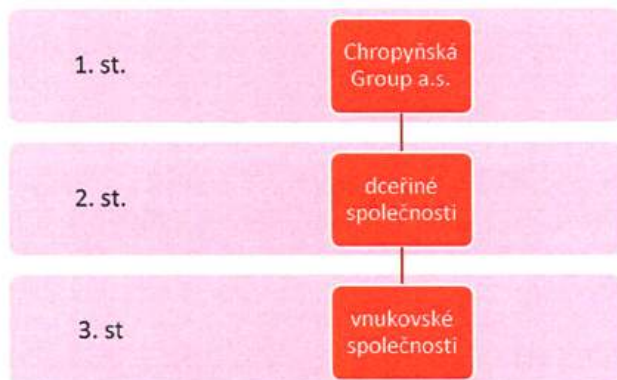 1. st.
Chropyňská
Group a.s.
2. st.
dceřiné
společnosti
3. st
vnukovské
společnosti